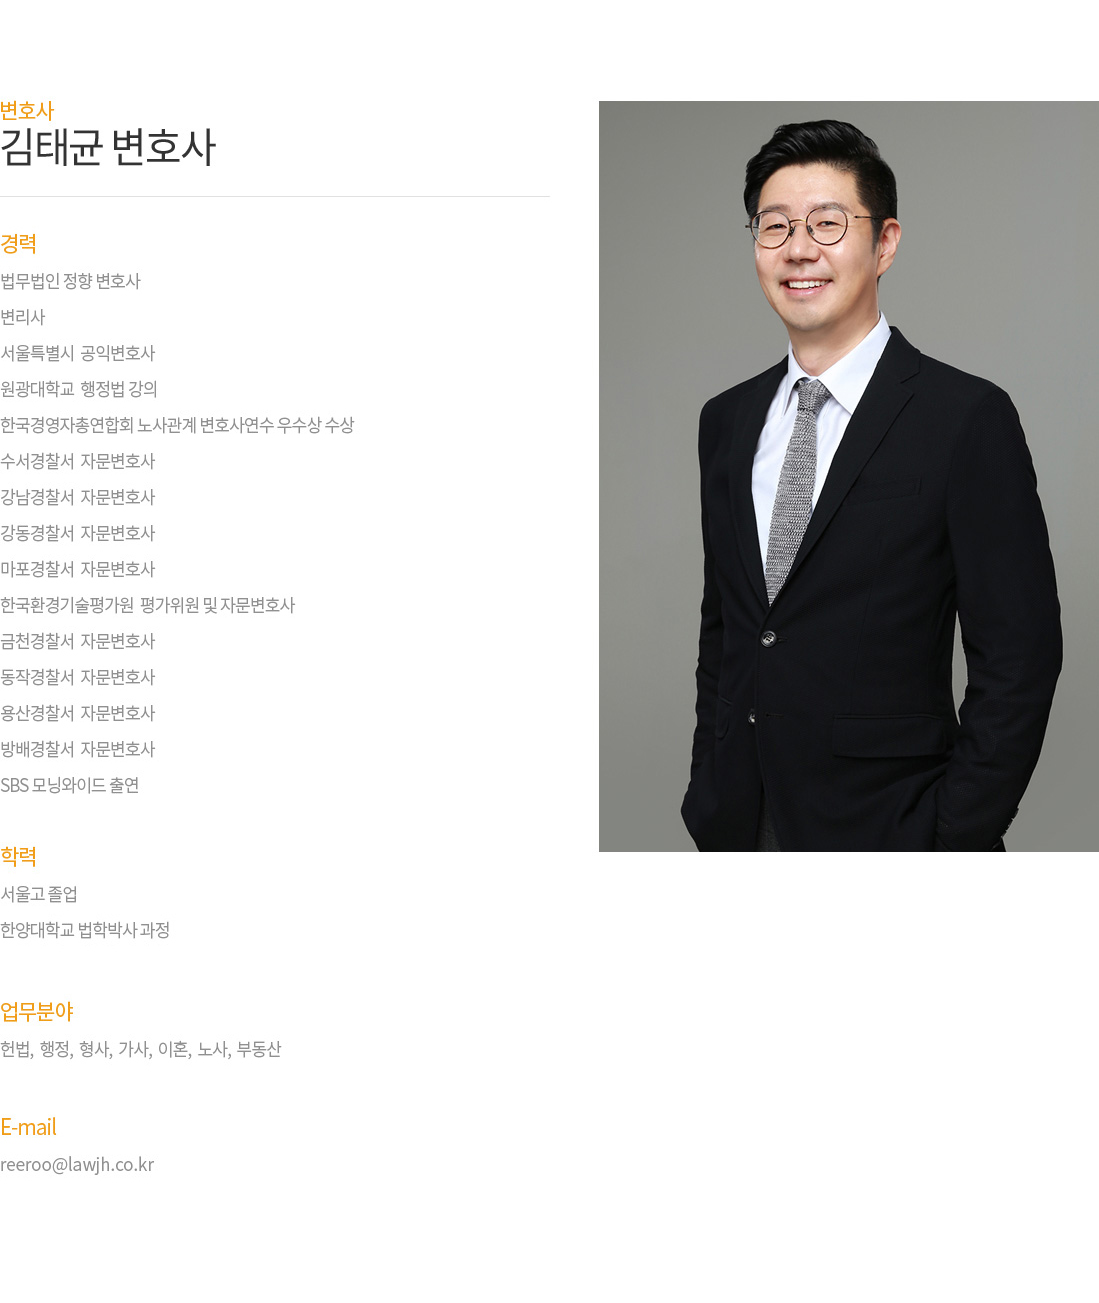 변호사
김태균 변호사
경력
법무법인 정향 변호사
변리사
서울특별시 공익변호사
원광대학교 행정법 강의
한국경영자총연합회 노사관계 변호사연수 우수상 수상
수서경찰서 자문변호사
강남경찰서 자문변호사
강동경찰서 자문변호사
마포경찰서 자문변호사
한국환경기술평가원 평가위원 및 자문변호사
금천경찰서 자문변호사
동작경찰서 자문변호사
용산경찰서 자문변호사
방배경찰서 자문변호사
SBS 모닝와이드 출연
학력
서울고 졸업
한양대학교 법학박사 과정
업무분야
헌법, 행정, 형사, 가사, 이혼, 노사, 부동산
E-mail
reeroo@lawjh.co.kr